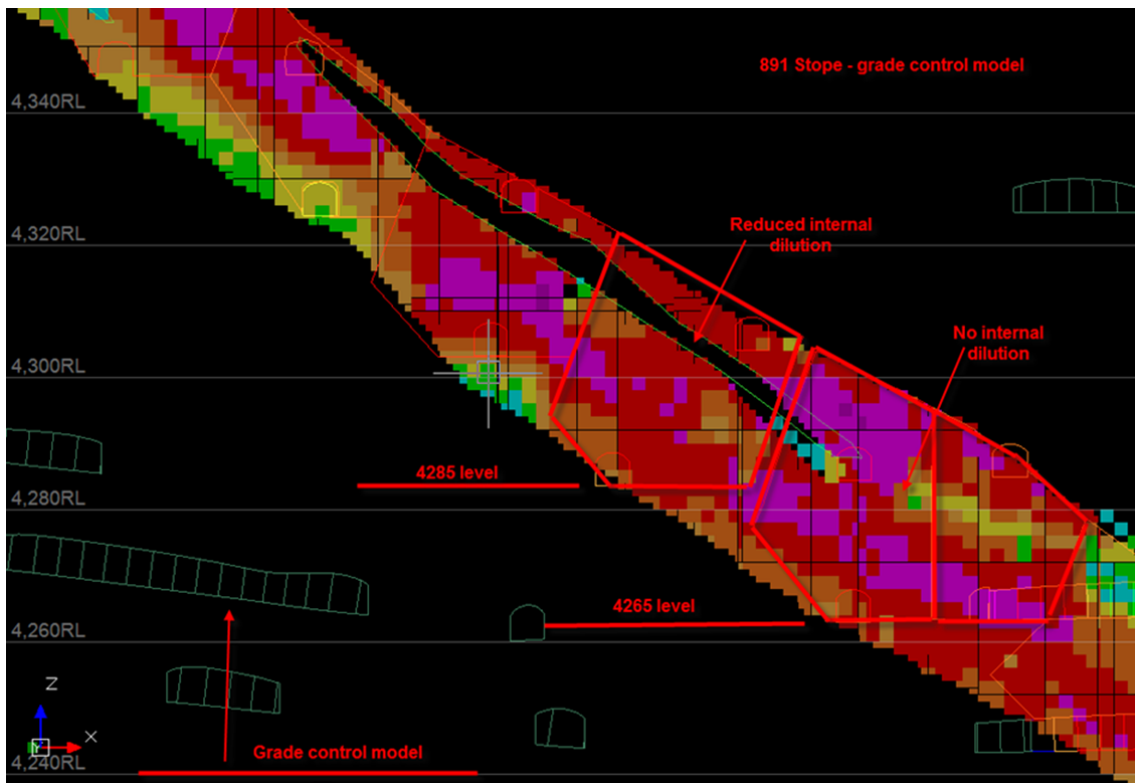 891 Stope - grade control model
4,340RL
4,320RL
Reduced internal
dilution
No internal
dilution
4,300RL
4285 level
4,280RL
4265 level
4,260RL
Z
X
Y
Grade control model
4,240RL